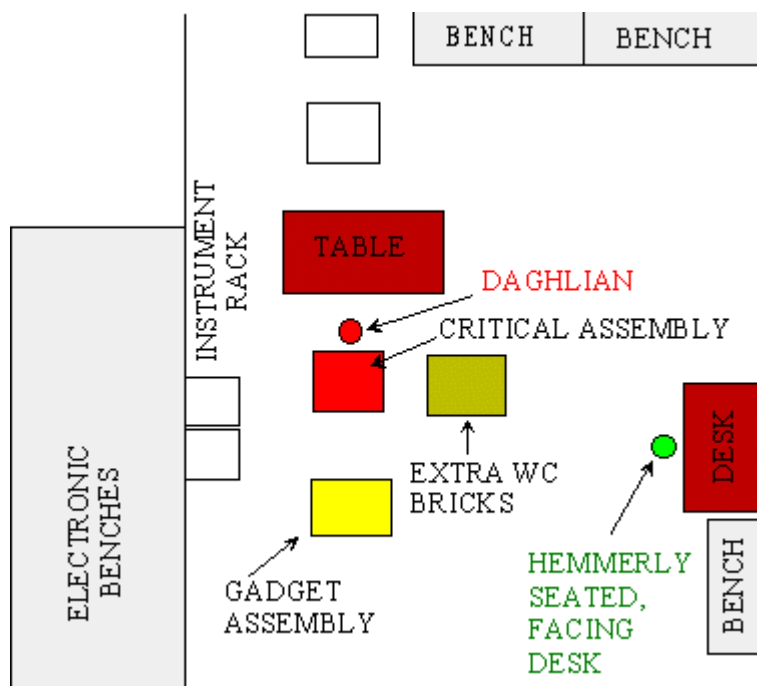 BENCH
BENCH
INSTRUMENT
RACK
TABLE
DAGHLIAN
CRITICAL ASSEMBLY
ELECTRONIC
BENCHES
EXTRA WC
BRICKS
DESK
GADGET
ASSEMBLY
HEMMERLY
SEATED,
FACING
DESK
BENCH